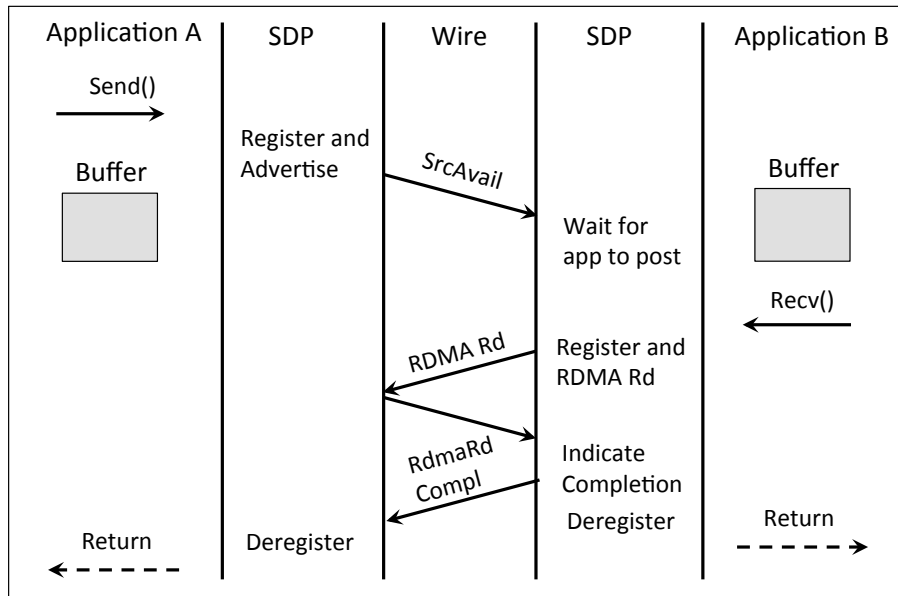 Application A
SDP
Wire
SDP
Application B
Send()
Register and
Advertise
SrcAvail
Buffer
Buffer
Wait for
app to post
Recv()
RDMA Rd
Register and
RDMA Rd
RdmaRd
Compl
Indicate
Completion
Deregister
Return
Deregister
Return